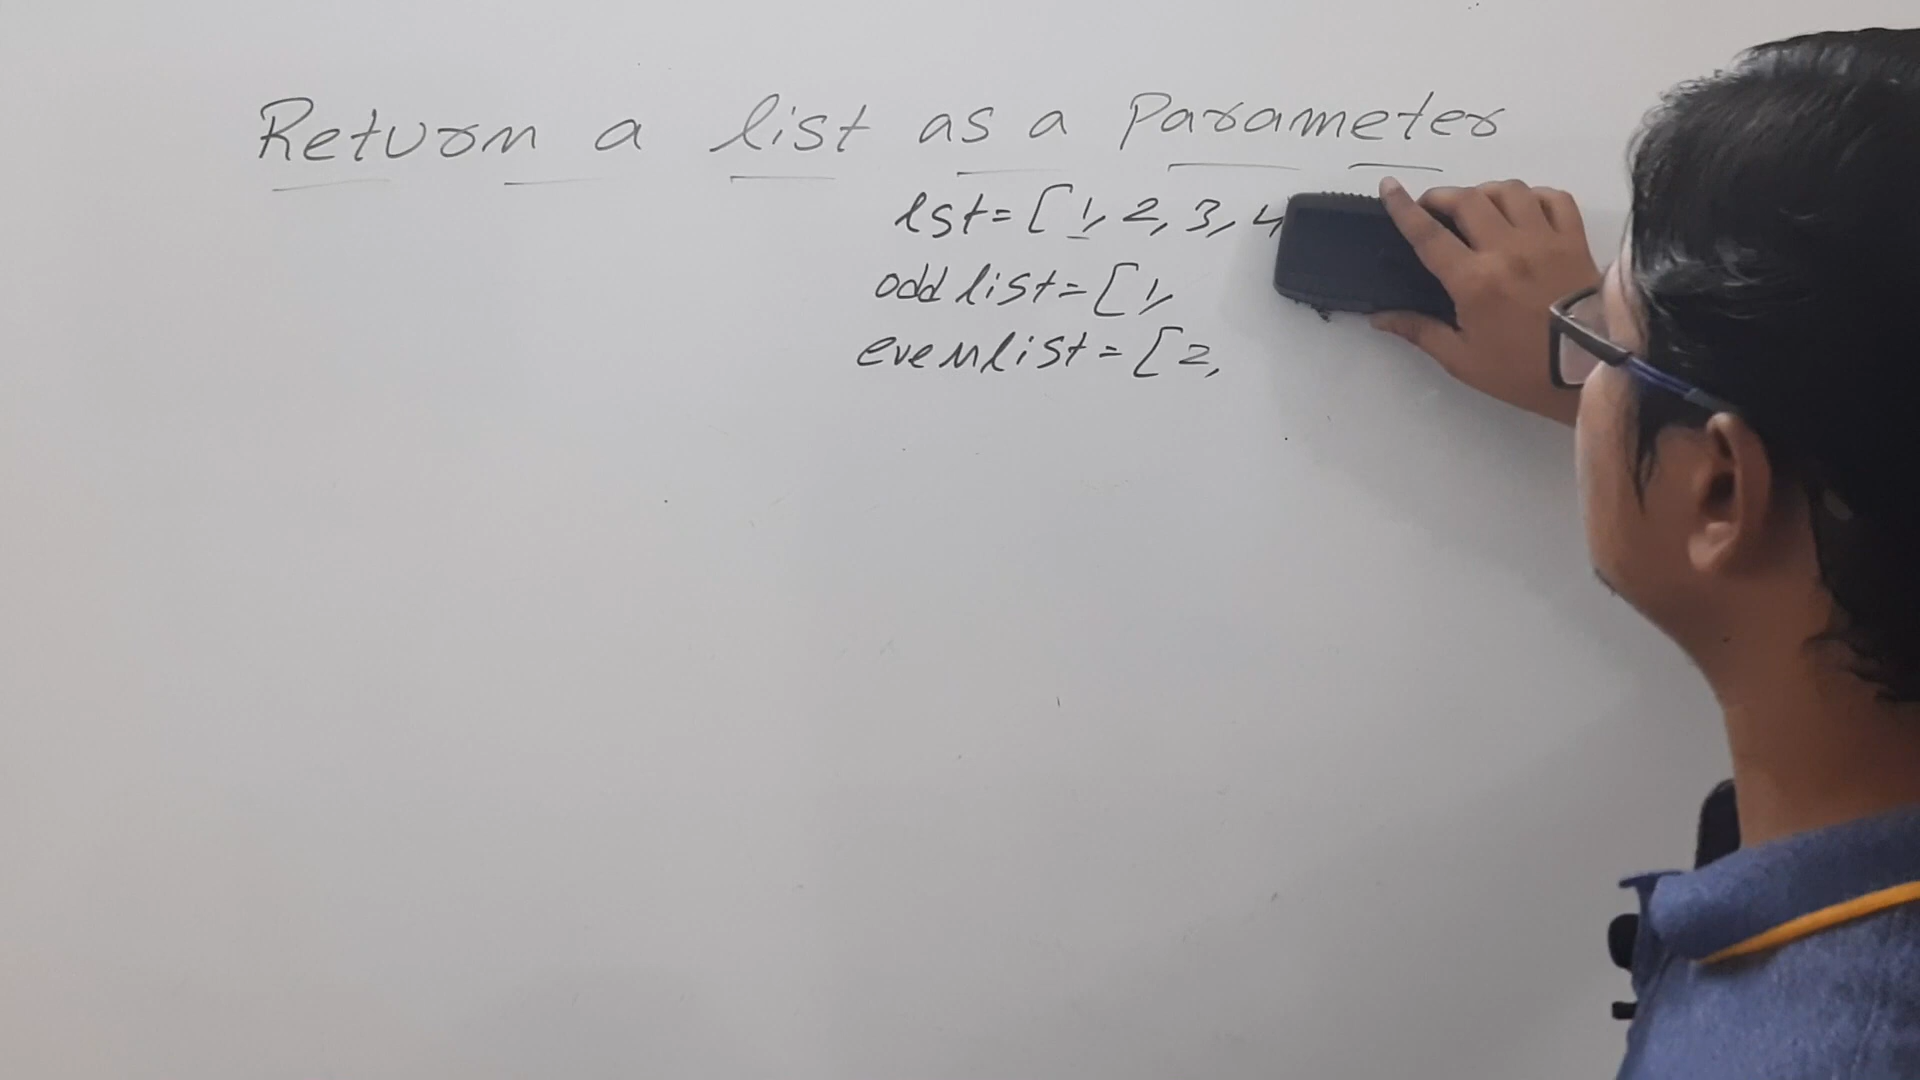 Return a list as a Parameter
lst=[1, 2, 3, 4
odd list=[1,
evenlist=[2,